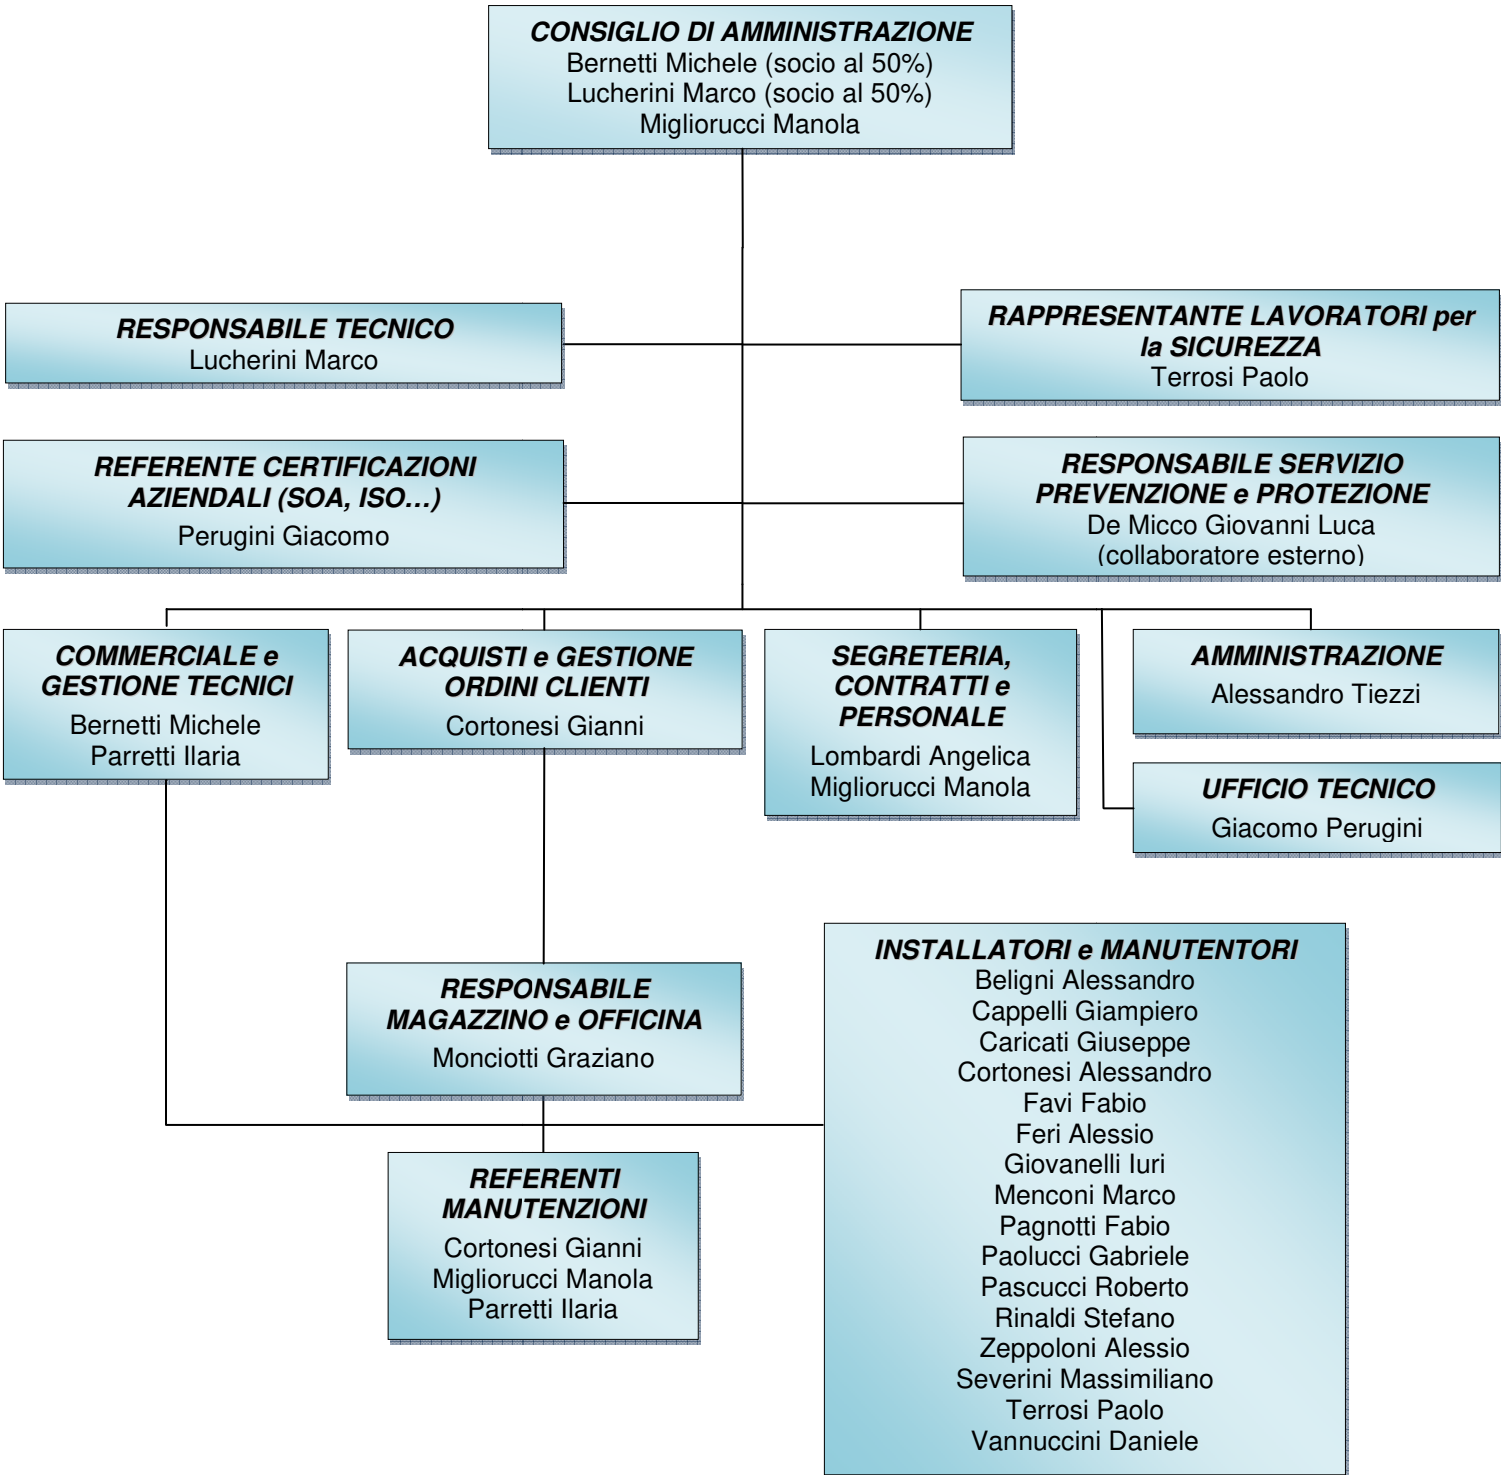 CONSIGLIO DI AMMINISTRAZIONE
Bernetti Michele (socio al 50%)
Lucherini Marco (socio al 50%)
Migliorucci Manola
RESPONSABILE TECNICO
Lucherini Marco
RAPPRESENTANTE LAVORATORI per
la SICUREZZA
Terrosi Paolo
REFERENTE CERTIFICAZIONI
AZIENDALI (SOA, ISO…)
Perugini Giacomo
RESPONSABILE SERVIZIO
PREVENZIONE e PROTEZIONE
De Micco Giovanni Luca
(collaboratore esterno)
COMMERCIALE e
GESTIONE TECNICI
Bernetti Michele
Parretti Ilaria
ACQUISTI e GESTIONE
ORDINI CLIENTI
Cortonesi Gianni
SEGRETERIA,
CONTRATTI e
PERSONALE
Lombardi Angelica
Migliorucci Manola
AMMINISTRAZIONE
Alessandro Tiezzi
UFFICIO TECNICO
Giacomo Perugini
RESPONSABILE
MAGAZZINO e OFFICINA
Monciotti Graziano
REFERENTI
MANUTENZIONI
Cortonesi Gianni
Migliorucci Manola
Parretti Ilaria
INSTALLATORI e MANUTENTORI
Beligni Alessandro
Cappelli Giampiero
Caricati Giuseppe
Cortonesi Alessandro
Favi Fabio
Feri Alessio
Giovanelli Iuri
Menconi Marco
Pagnotti Fabio
Paolucci Gabriele
Pascucci Roberto
Rinaldi Stefano
Zeppoloni Alessio
Severini Massimiliano
Terrosi Paolo
Vannuccini Daniele